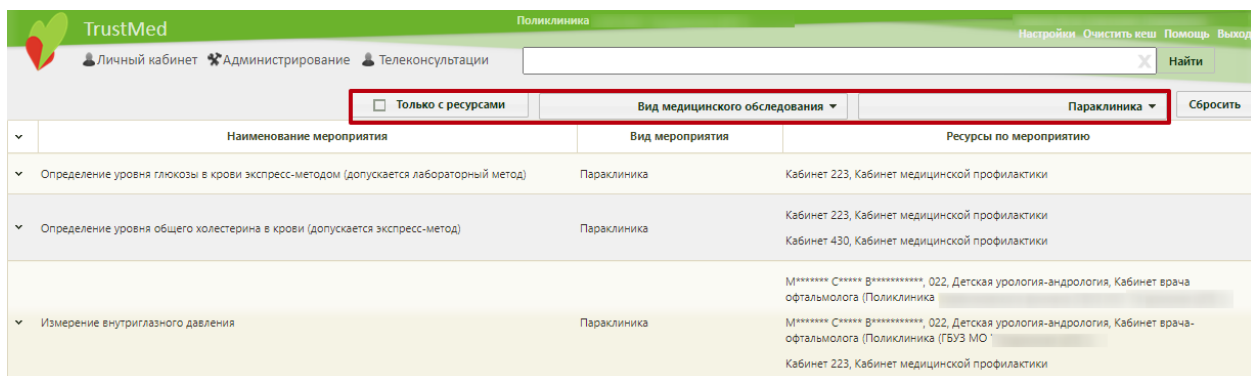 TrustMed
Поликлиника
Настройки Очистить кеш Помощь Выход
Личный кабинет Администрирование Телеконсультации
Найти
Только с ресурсами Вид медицинского обследования Параклиника Сбросить
Наименование мероприятия Вид мероприятия Ресурсы по мероприятию
Определение уровня глюкозы в крови экспресс-методом (допускается лабораторный метод) Параклиника Кабинет 223, Кабинет медицинской профилактики
Кабинет 223, Кабинет медицинской профилактики
Определение уровня общего холестерина в крови (допускается экспресс-метод) Параклиника
Кабинет 430, Кабинет медицинской профилактики
М******* С***** В***********, 022, Детская урология-андрология, Кабинет врача
офтальмолога (Поликлиника
Измерение внутриглазного давления Параклиника М******* С***** В***********, 022, Детская урология-андрология, Кабинет врача-
офтальмолога (Поликлиника (ГБУЗ МО
Кабинет 223, Кабинет медицинской профилактики